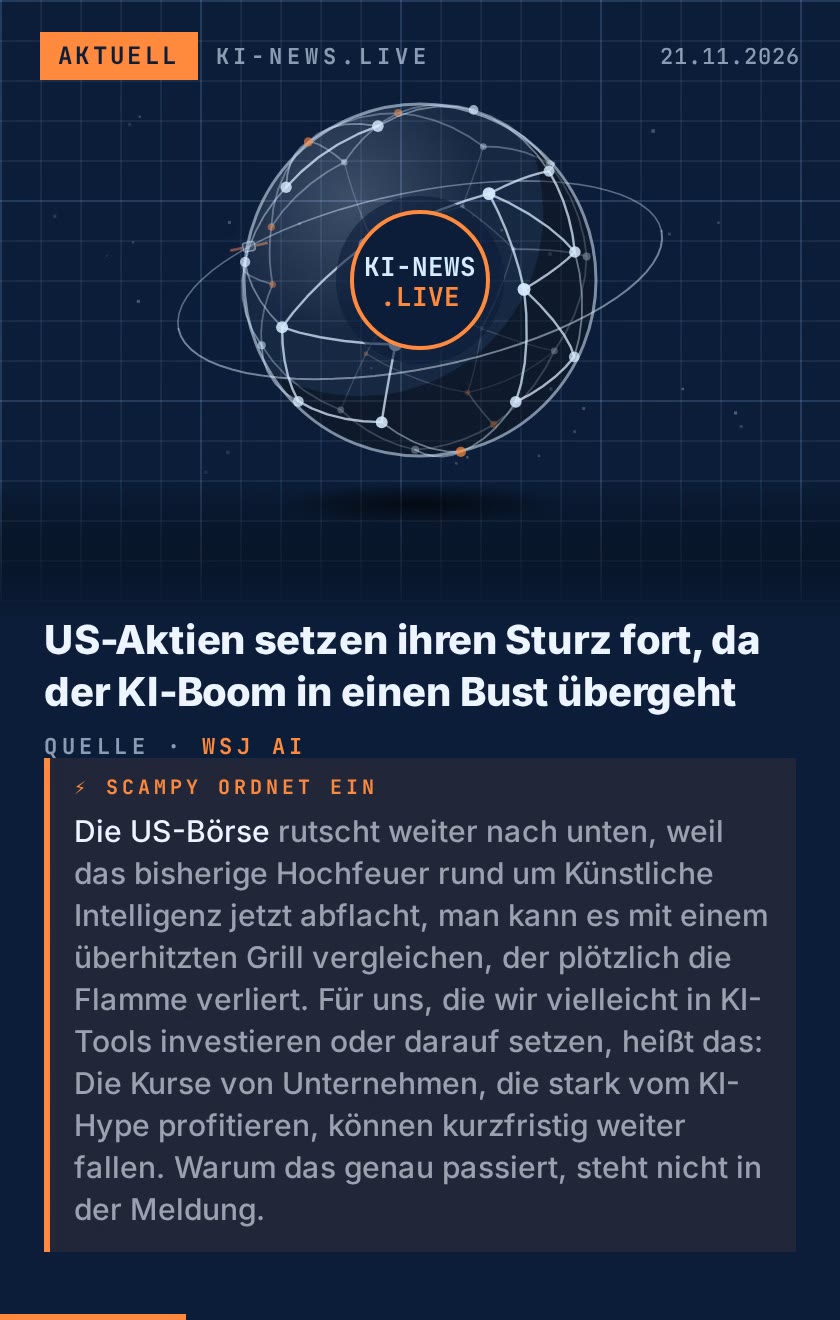 AKTUELL KI-NEWS.LIVE 21.11.2026
KI-NEWS
.LIVE
US-Aktien setzen ihren Sturz fort, da
der KI-Boom in einen Bust übergeht
QUELLE · WSJ AI
⚡ SCAMPY ORDNET EIN
Die US-Börse rutscht weiter nach unten, weil
das bisherige Hochfeuer rund um Künstliche
Intelligenz jetzt abflacht, man kann es mit einem
überhitzten Grill vergleichen, der plötzlich die
Flamme verliert. Für uns, die wir vielleicht in KI-
Tools investieren oder darauf setzen, heißt das:
Die Kurse von Unternehmen, die stark vom KI-
Hype profitieren, können kurzfristig weiter
fallen. Warum das genau passiert, steht nicht in
der Meldung.